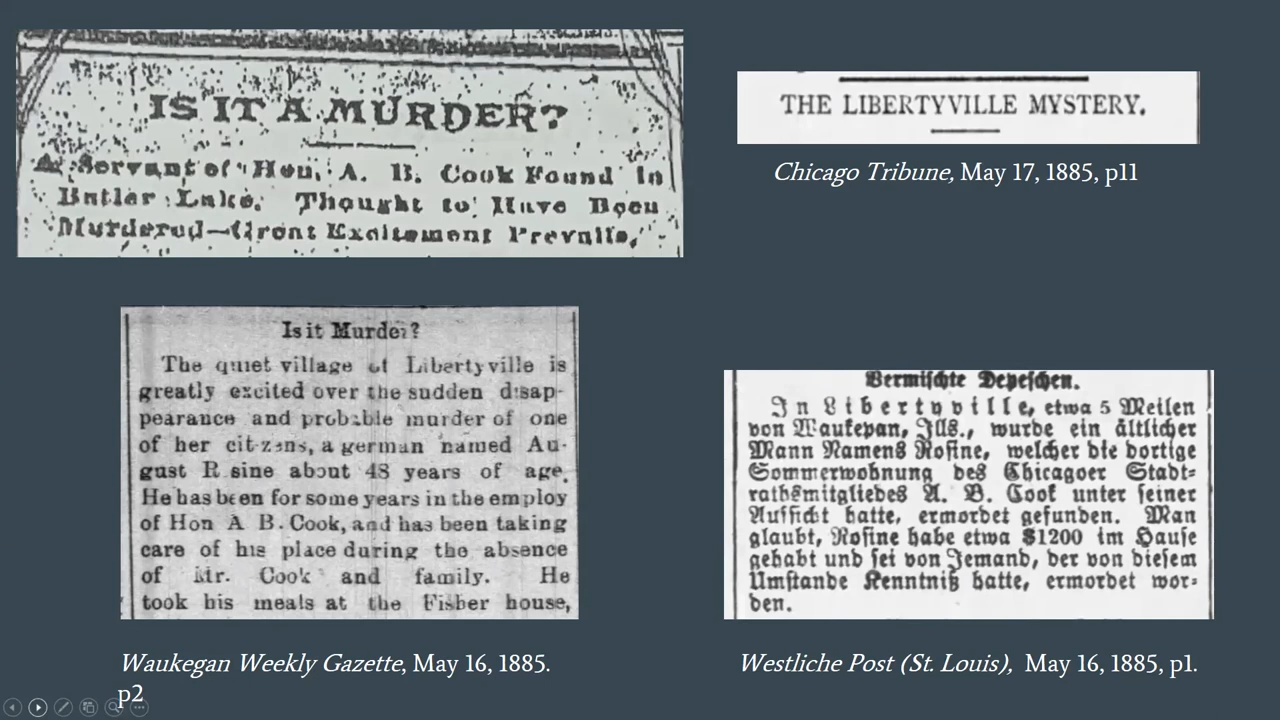 IS IT A MURDER?
A Servant of Hon. A. B. Cook Found in
Butler Lake. Thought to Have Been
Murdered—Great Excitement Prevails.
THE LIBERTYVILLE MYSTERY.
Chicago Tribune, May 17, 1885, p11
Is it Murder?
The quiet village of Libertyville is
greatly excited over the sudden disap-
pearance and probable murder of one
of her citizens, a german named Au-
gust R sine about 48 years of age.
He has been for some years in the employ
of Hon A B. Cook, and has been taking
care of his place during the absence
of Mr. Cook and family. He
took his meals at the Fisher house,
Waukegan Weekly Gazette, May 16, 1885.
p2
Vermischte Depeschen.
In Libertyville, etwa 5 Meilen
von Waukepan, Ills., wurde ein ältlicher
Mann Namens Rosine, welcher die dortige
Sommerwohnung des Chicagoer Stadt=
rathsmitgliedes A. B. Cook unter seiner
Aufsicht hatte, ermordet gefunden. Man
glaubt, Rosine habe etwa $1200 im Hause
gehabt und sei von Jemand, der von diesem
Umstande Kenntniß hatte, ermordet wor=
den.
Westliche Post (St. Louis), May 16, 1885, p1.